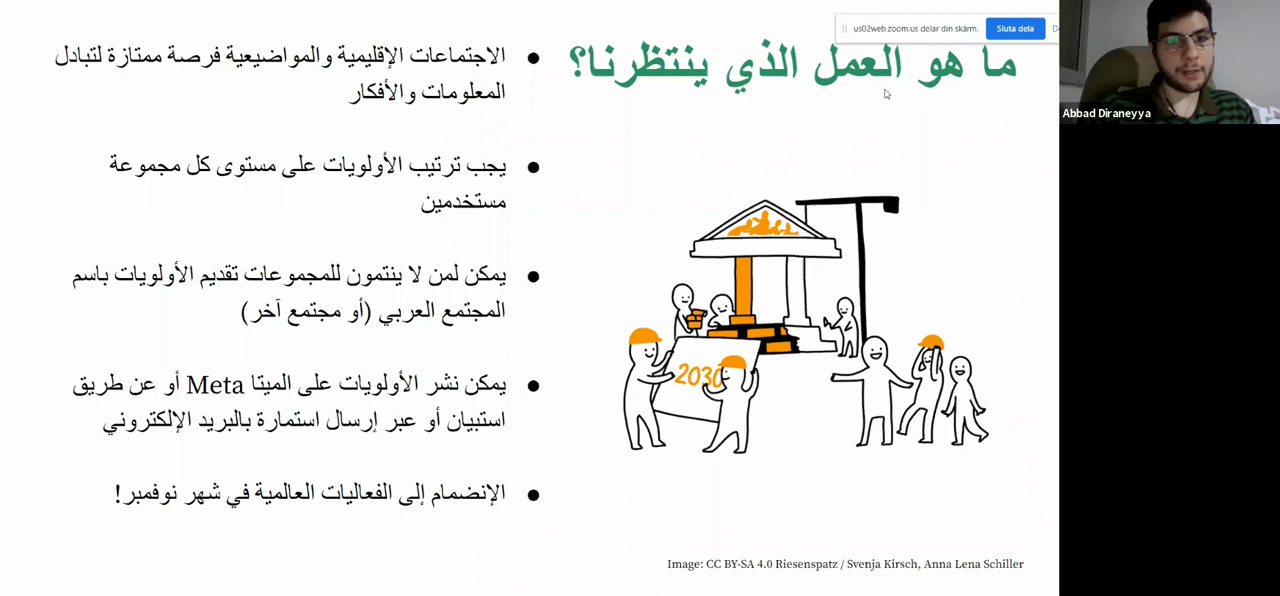 us02web.zoom.us delar din skärm.
Sluta dela
ما هو العمل الذي ينتظرنا؟
الاجتماعات الإقليمية والمواضيعية فرصة ممتازة لتبادل
المعلومات والأفكار
يجب ترتيب الأولويات على مستوى كل مجموعة
مستخدمين
يمكن لمن لا ينتمون للمجموعات تقديم الأولويات باسم
المجتمع العربي (أو مجتمع آخر)
يمكن نشر الأولويات على الميتا Meta أو عن طريق
استبيان أو عبر إرسال استمارة بالبريد الإلكتروني
الإنضمام إلى الفعاليات العالمية في شهر نوفمبر!
2030
Image: CC BY-SA 4.0 Riesenspatz / Svenja Kirsch, Anna Lena Schiller
Abbad Diraneyya